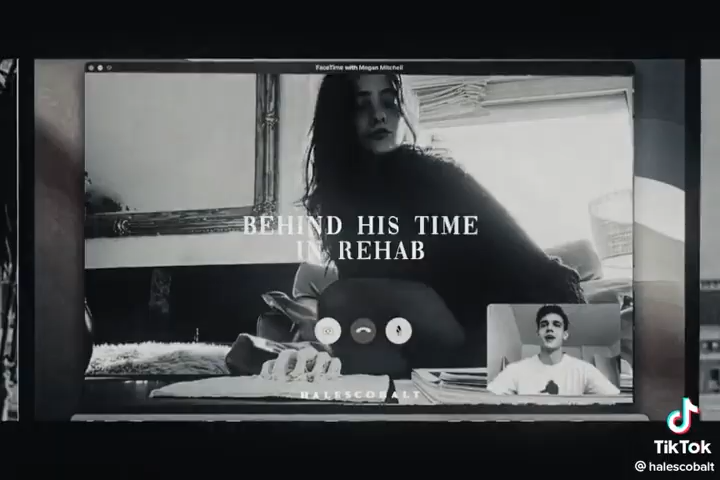 FaceTime with Megan Mitchell
BEHIND HIS TIME
IN REHAB
HALESCOBALT
TikTok
@halescobalt